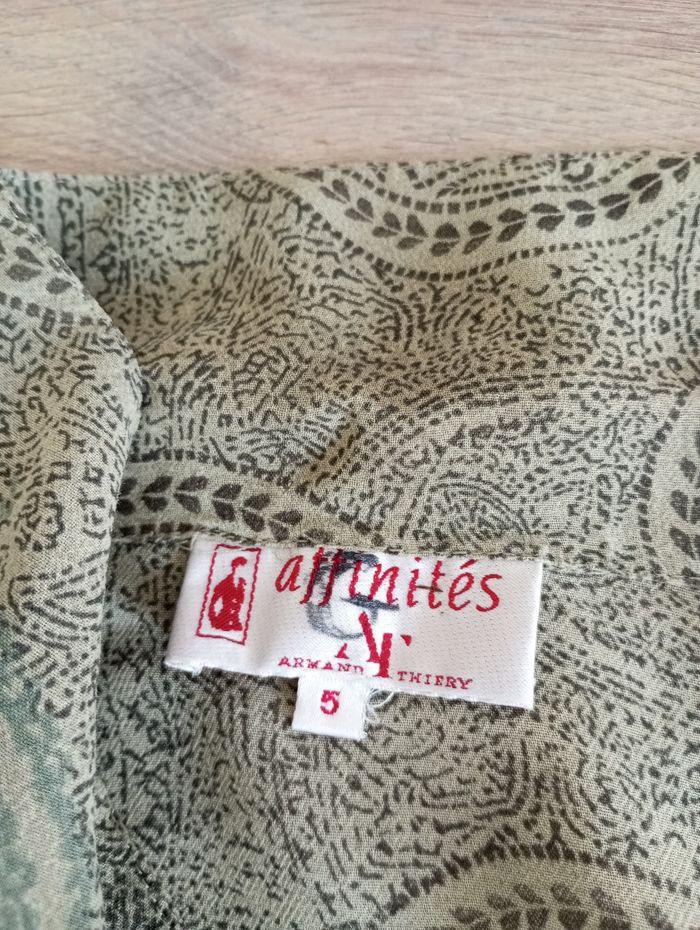 affinités
ARMAND THIERY
5